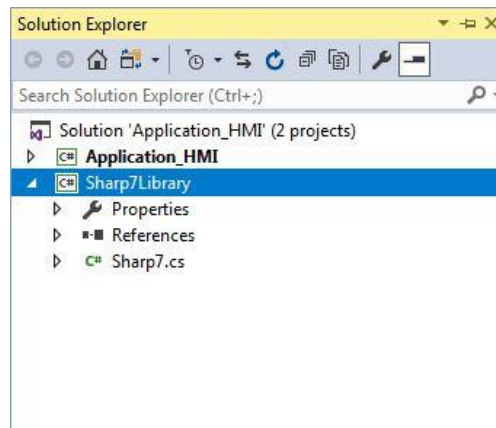 Solution Explorer
Search Solution Explorer (Ctrl+;)
Solution 'Application_HMI' (2 projects)
C# Application_HMI
C# Sharp7Library
Properties
References
C# Sharp7.cs